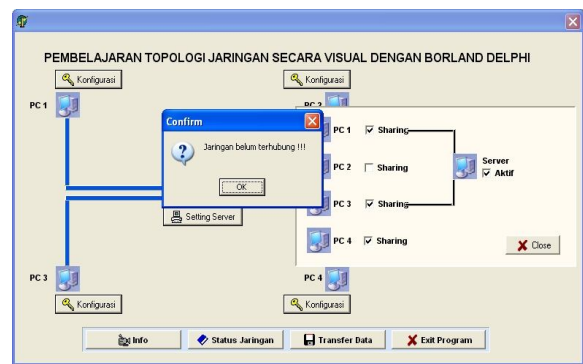 PEMBELAJARAN TOPOLOGI JARINGAN SECARA VISUAL DENGAN BORLAND DELPHI
Konfigurasi
Konfigurasi
PC 1
PC 2
Confirm
Jaringan belum terhubung !!!
OK
PC 1 Sharing
PC 2 Sharing
Server
Aktif
PC 3 Sharing
Setting Server
PC 4 Sharing
Close
PC 3
PC 4
Konfigurasi
Konfigurasi
Info
Status Jaringan
Transfer Data
Exit Program